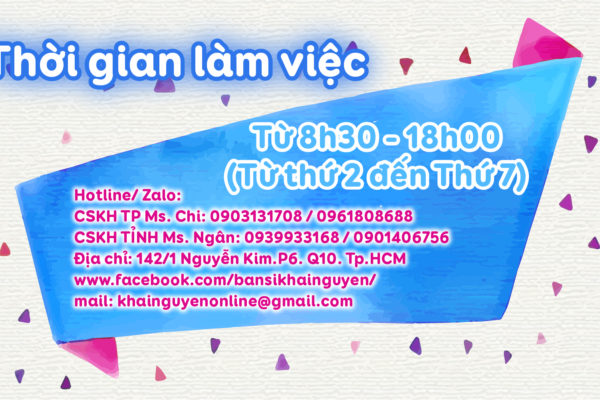 Thời gian làm việc
Từ 8h30 - 18h00
(Từ thứ 2 đến Thứ 7)
Hotline/ Zalo:
CSKH TP Ms. Chi: 0903131708 / 0961808688
CSKH TỈNH Ms. Ngân: 0939933168 / 0901406756
Địa chỉ: 142/1 Nguyễn Kim.P6. Q10. Tp.HCM
www.facebook.com/bansikhainguyen/
mail: khainguyenonline@gmail.com